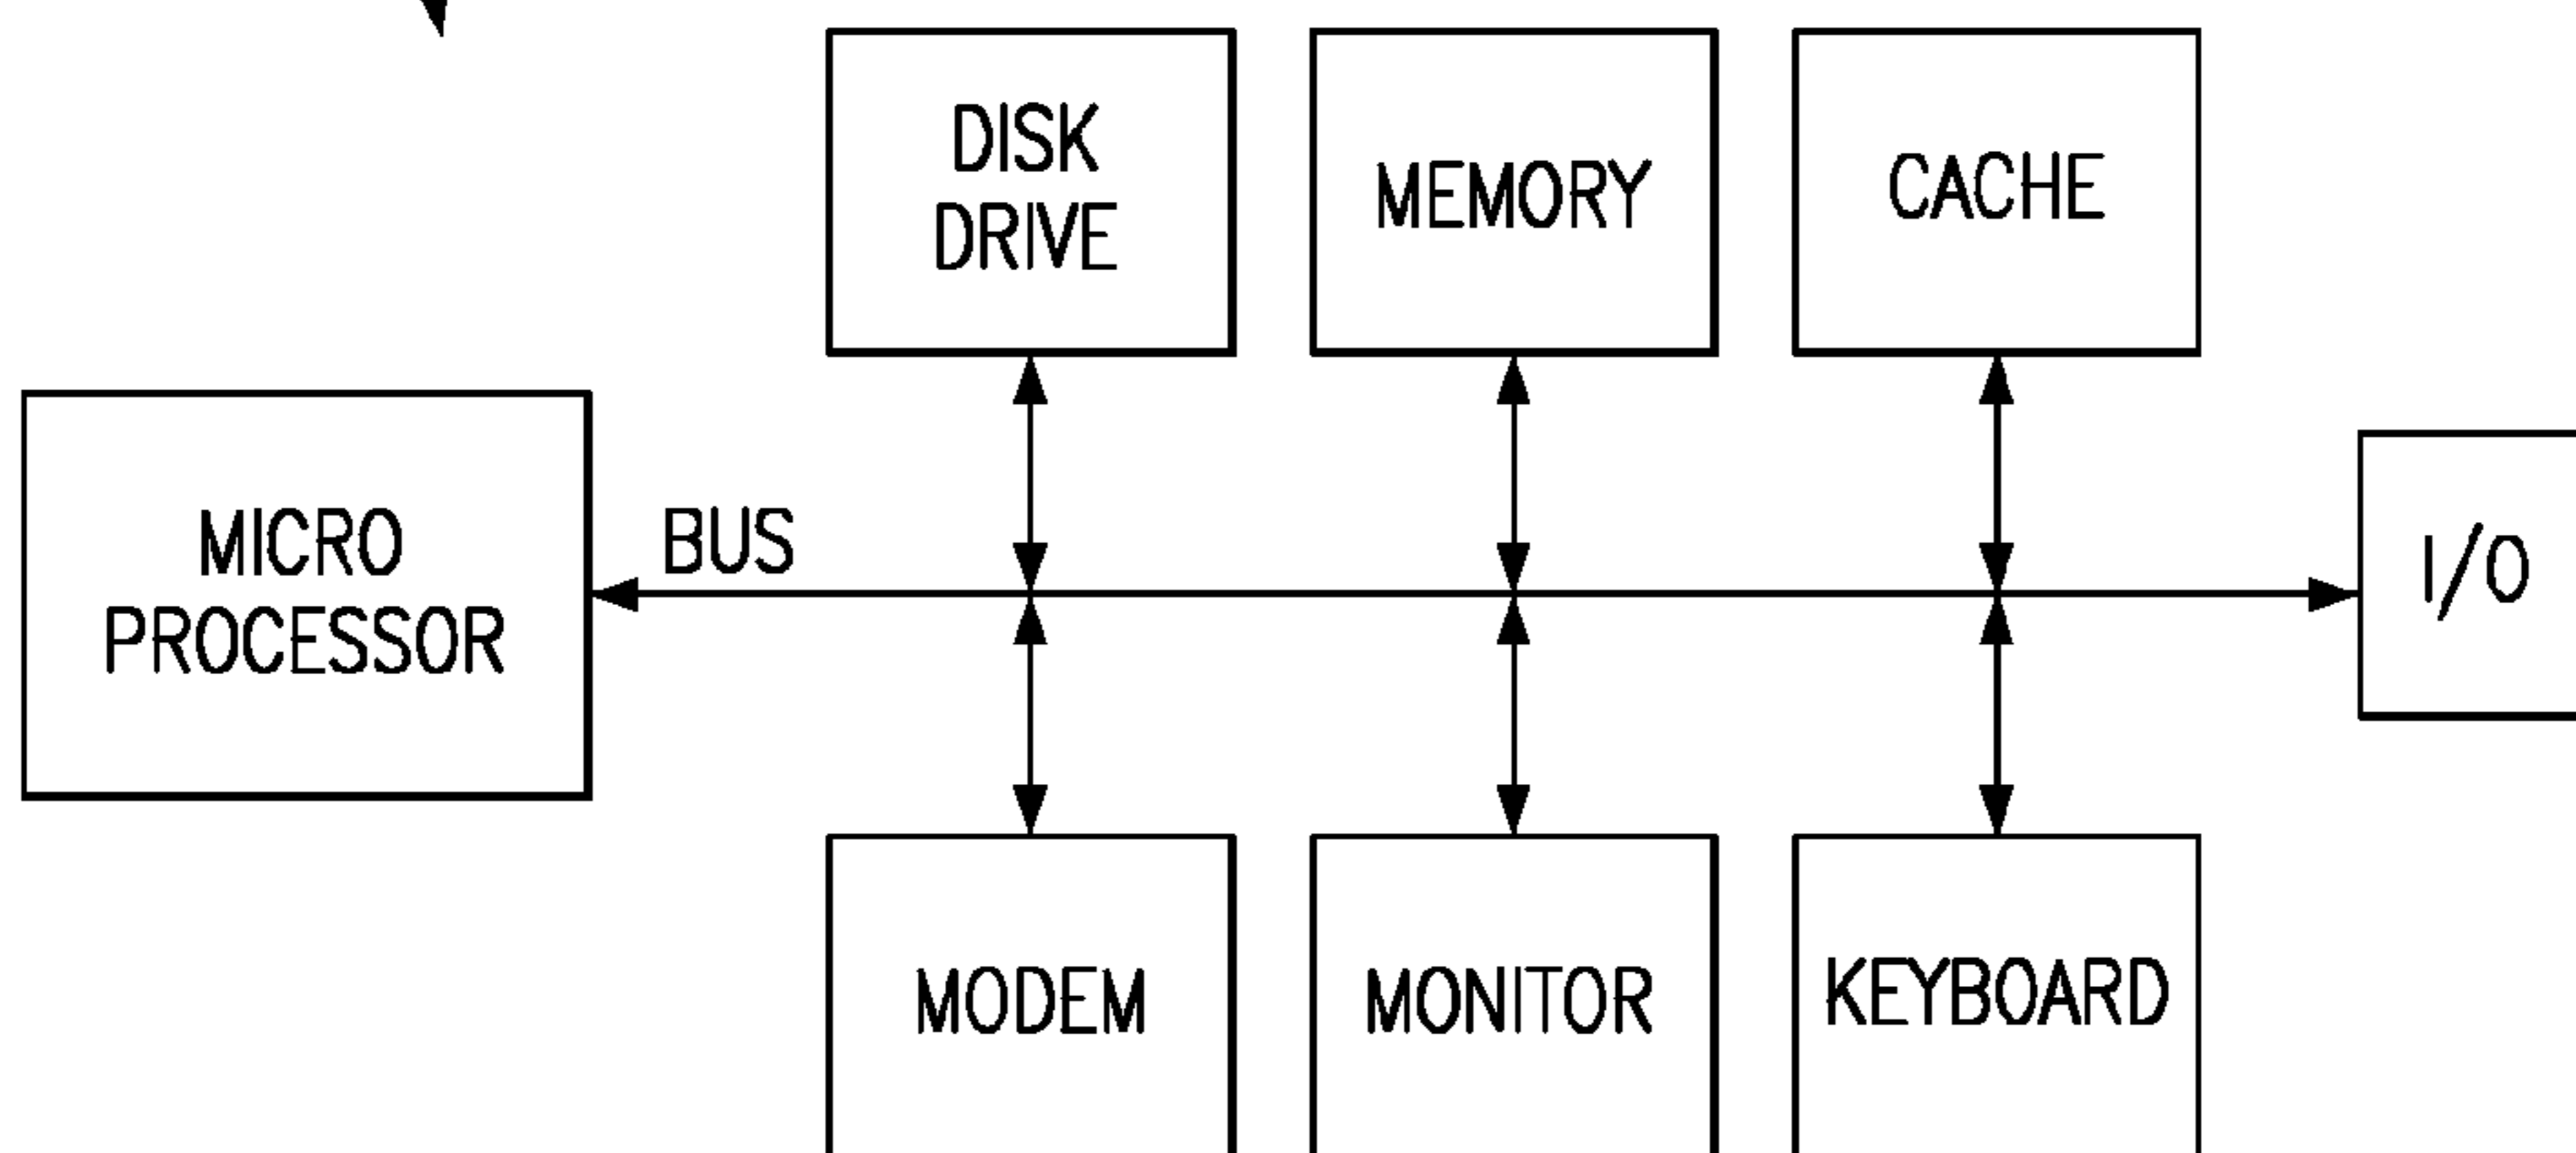 DISK
DRIVE
MEMORY
CACHE
MICRO
PROCESSOR
BUS
I/O
MODEM
MONITOR
KEYBOARD